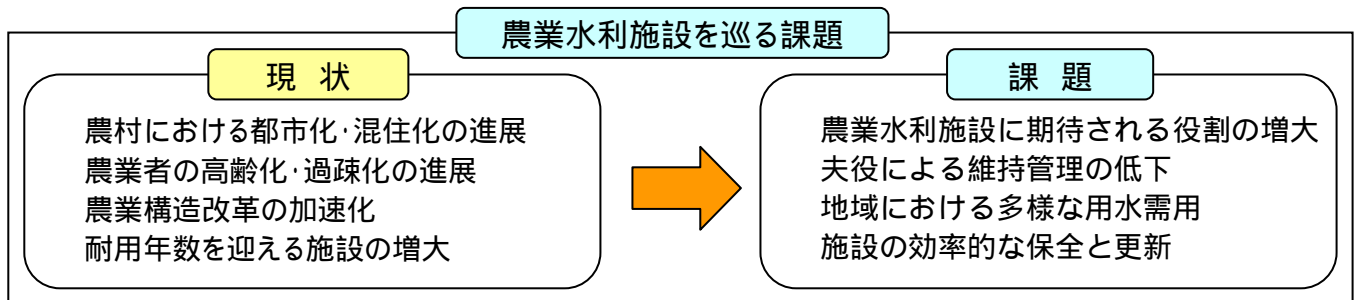 農業水利施設を巡る課題
現 状
農村における都市化・混住化の進展
農業者の高齢化・過疎化の進展
農業構造改革の加速化
耐用年数を迎える施設の増大
課 題
農業水利施設に期待される役割の増大
夫役による維持管理の低下
地域における多様な用水需用
施設の効率的な保全と更新